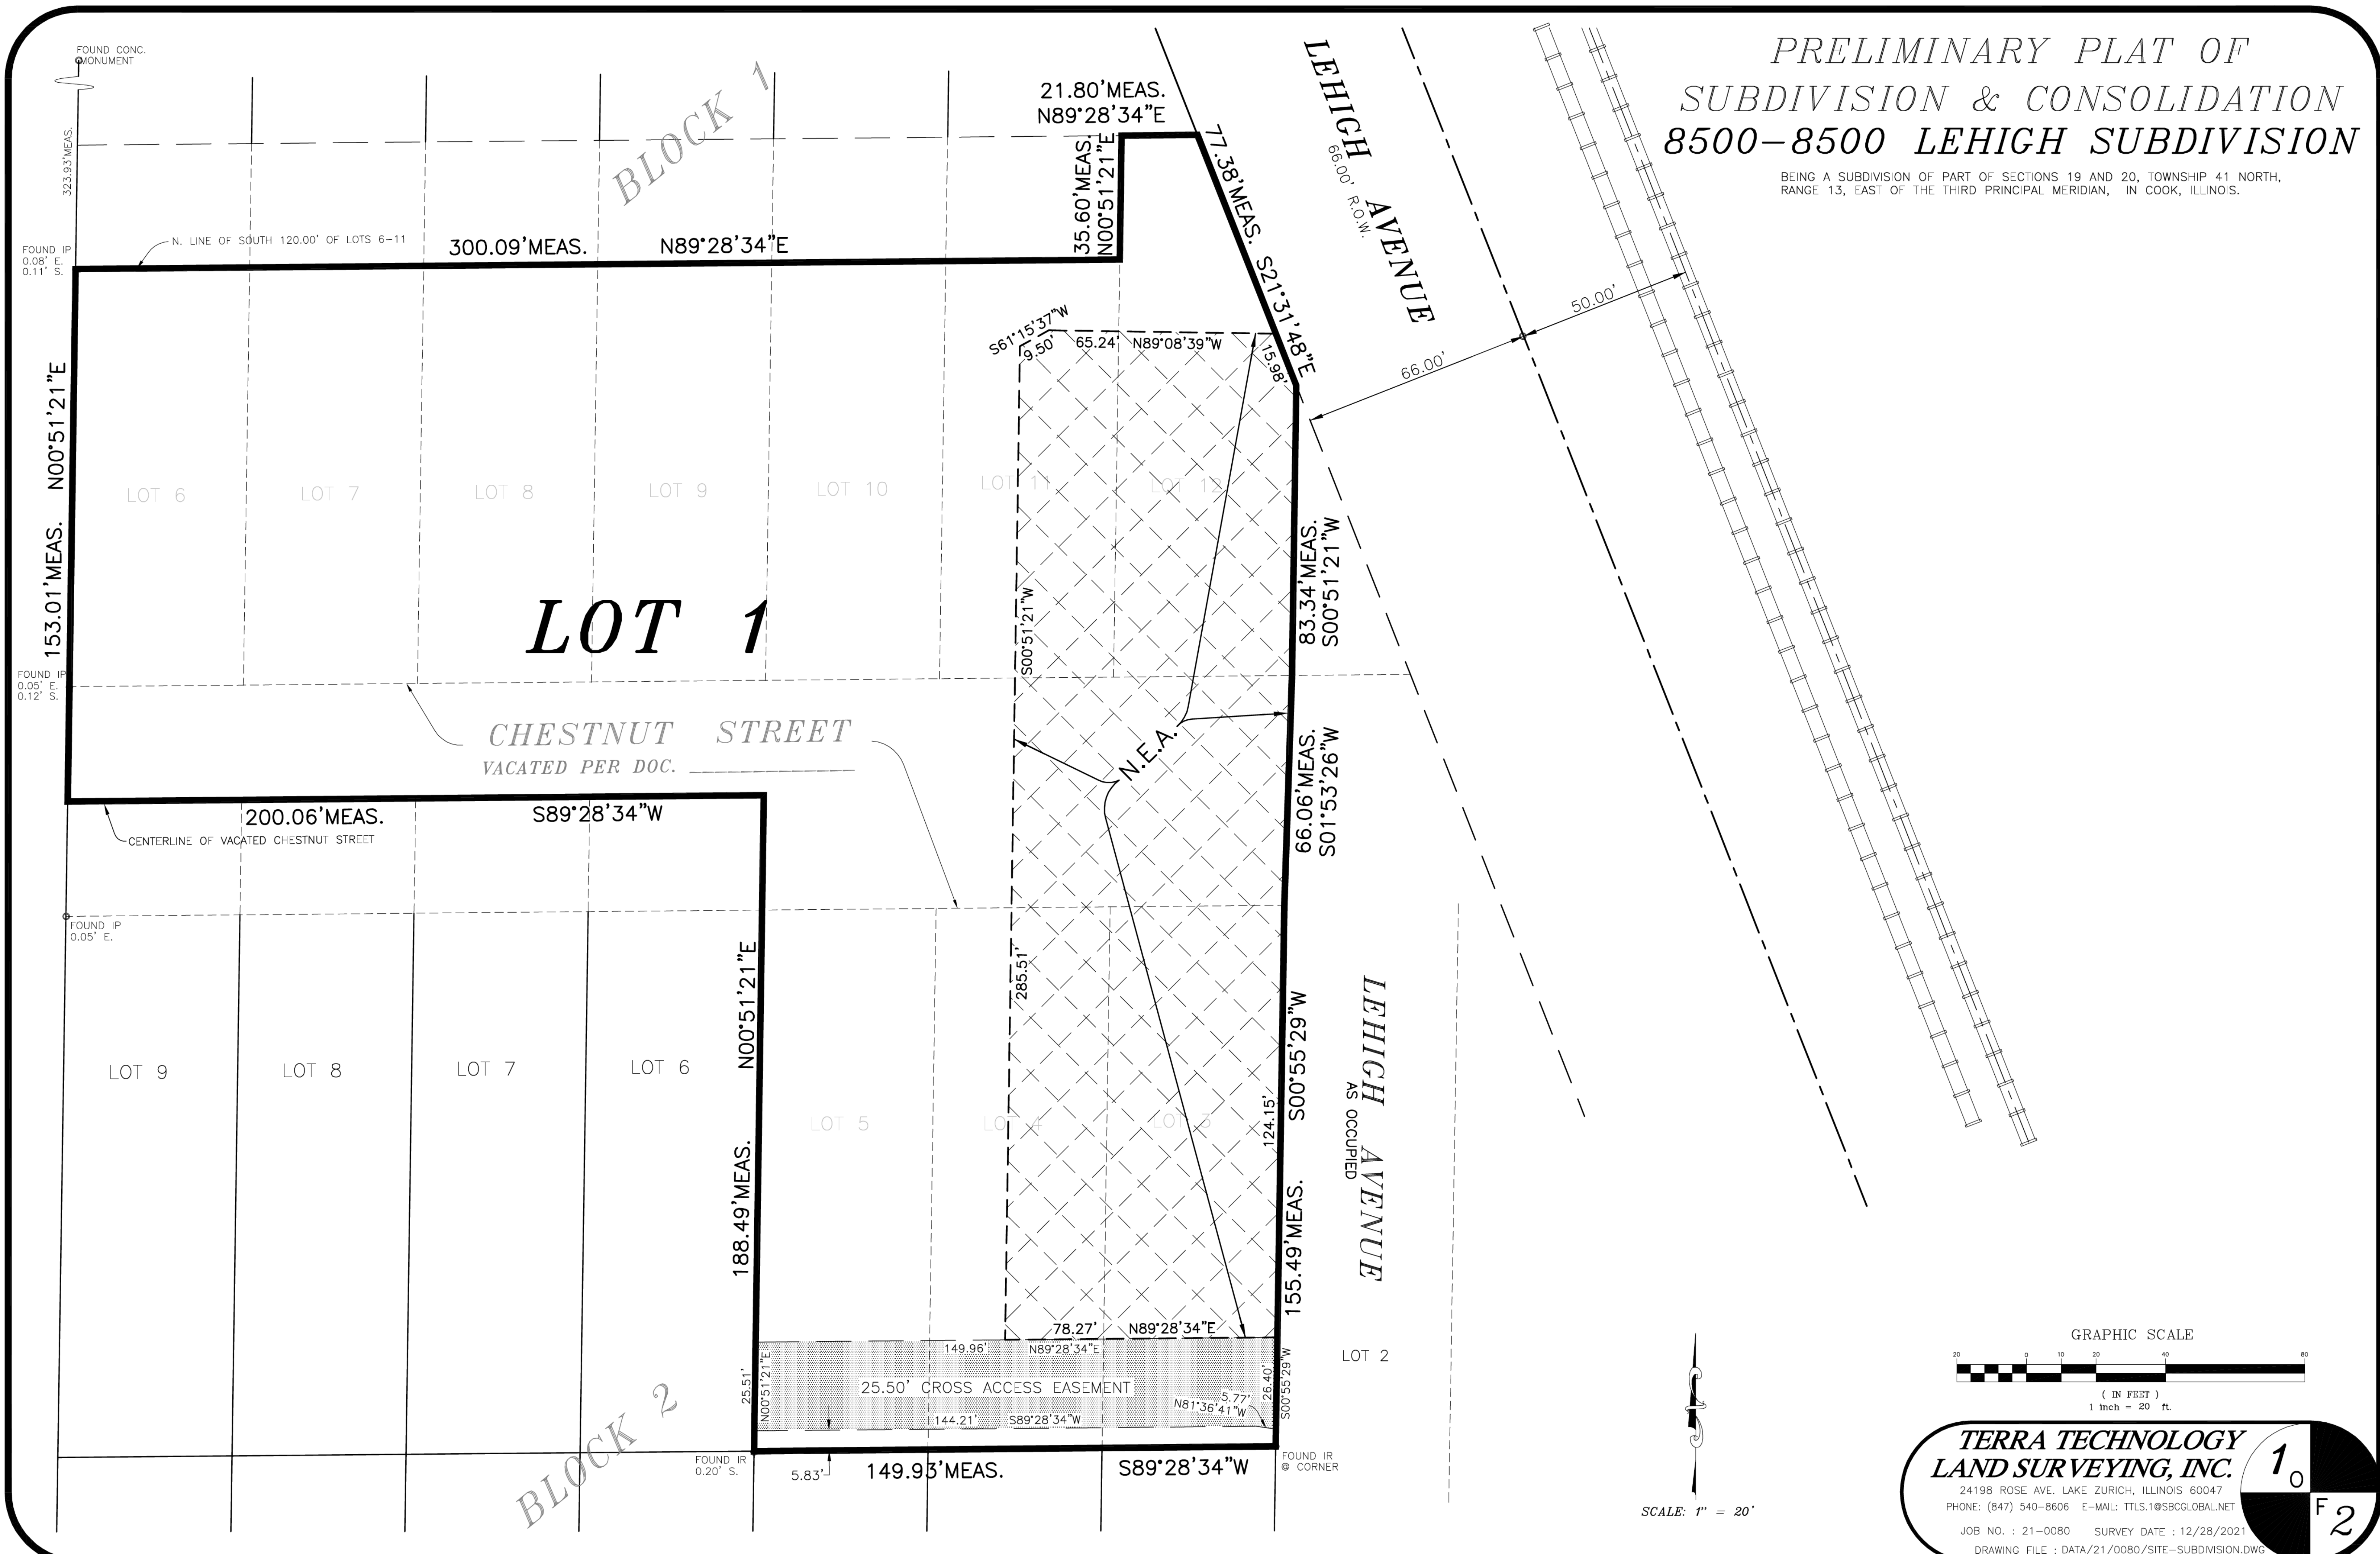 PRELIMINARY PLAT OF
SUBDIVISION & CONSOLIDATION
8500-8500 LEHIGH SUBDIVISION
BEING A SUBDIVISION OF PART OF SECTIONS 19 AND 20, TOWNSHIP 41 NORTH,
RANGE 13, EAST OF THE THIRD PRINCIPAL MERIDIAN, IN COOK, ILLINOIS.
FOUND CONC.
MONUMENT
323.93'MEAS.
BLOCK 1
21.80'MEAS.
N89°28'34"E
35.60'MEAS.
N00°51'21"E
77.38'MEAS. S21°31'48"E
LEHIGH AVENUE
66.00' R.O.W.
50.00'
66.00'
FOUND IP
0.08' E.
0.11' S.
N. LINE OF SOUTH 120.00' OF LOTS 6-11
300.09'MEAS. N89°28'34"E
S61°15'37"W
9.50'
65.24' N89°08'39"W
15.98'
153.01'MEAS. N00°51'21"E
LOT 6
LOT 7
LOT 8
LOT 9
LOT 10
LOT 11
LOT 12
LOT 1
S00°51'21"W
83.34'MEAS.
S00°51'21"W
FOUND IP
0.05' E.
0.12' S.
CHESTNUT STREET
VACATED PER DOC.
N.E.A.
66.06'MEAS.
S01°53'26"W
200.06'MEAS. S89°28'34"W
CENTERLINE OF VACATED CHESTNUT STREET
FOUND IP
0.05' E.
N00°51'21"E
188.49'MEAS.
285.51'
S00°55'29"W
155.49'MEAS.
124.15'
LEHIGH AVENUE
AS OCCUPIED
LOT 9
LOT 8
LOT 7
LOT 6
LOT 5
LOT 4
LOT 3
LOT 2
78.27' N89°28'34"E
149.96' N89°28'34"E
25.51'
N00°51'21"E
25.50' CROSS ACCESS EASEMENT
5.77'
N81°36'41"W
26.40'
S00°55'29"W
144.21' S89°28'34"W
BLOCK 2
FOUND IR
0.20' S.
5.83'
149.93'MEAS. S89°28'34"W
FOUND IR
@ CORNER
SCALE: 1" = 20'
GRAPHIC SCALE
20 0 10 20 40 80
( IN FEET )
1 inch = 20 ft.
TERRA TECHNOLOGY
LAND SURVEYING, INC.
24198 ROSE AVE. LAKE ZURICH, ILLINOIS 60047
PHONE: (847) 540-8606 E-MAIL: TTLS.1@SBCGLOBAL.NET
JOB NO. : 21-0080 SURVEY DATE : 12/28/2021
DRAWING FILE : DATA/21/0080/SITE-SUBDIVISION.DWG
1 OF 2